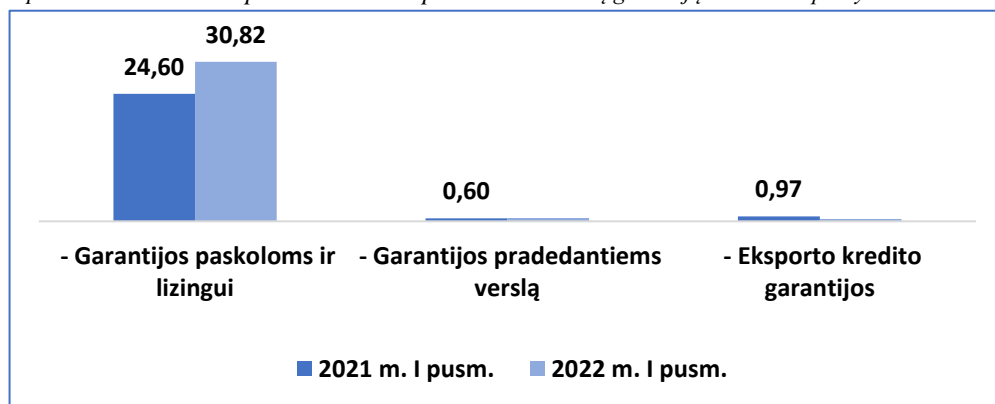 30,82
24,60
0,60
0,97
- Garantijos paskoloms ir lizingui
- Garantijos pradedantiems verslą
- Eksporto kredito garantijos
2021 m. I pusm.
2022 m. I pusm.